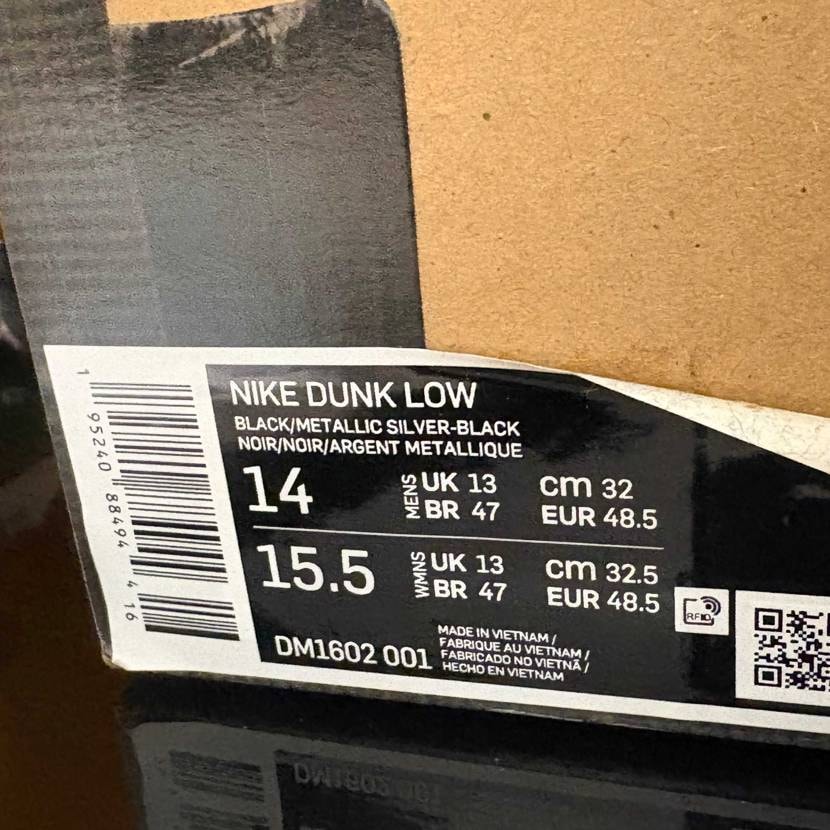 NIKE DUNK LOW
BLACK/METALLIC SILVER-BLACK
NOIR/NOIR/ARGENT METALLIQUE
14 MENS UK 13 cm 32
BR 47 EUR 48.5
15.5 WMNS UK 13 cm 32.5
BR 47 EUR 48.5
RFID
DM1602 001
MADE IN VIETNAM /
FABRIQUE AU VIETNAM /
FABRICADO NO VIETNÃ /
HECHO EN VIETNAM
1 95240 88494 4 16
DM1602 001